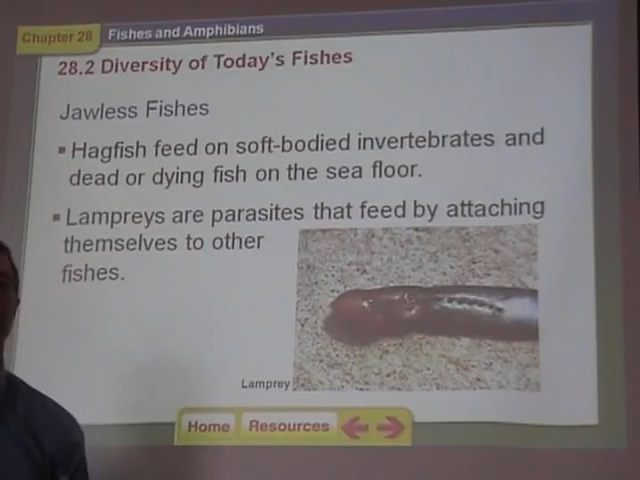 Chapter 28 Fishes and Amphibians
28.2 Diversity of Today's Fishes
Jawless Fishes
▪ Hagfish feed on soft-bodied invertebrates and
dead or dying fish on the sea floor.
▪ Lampreys are parasites that feed by attaching
themselves to other
fishes.
Lamprey
Home Resources